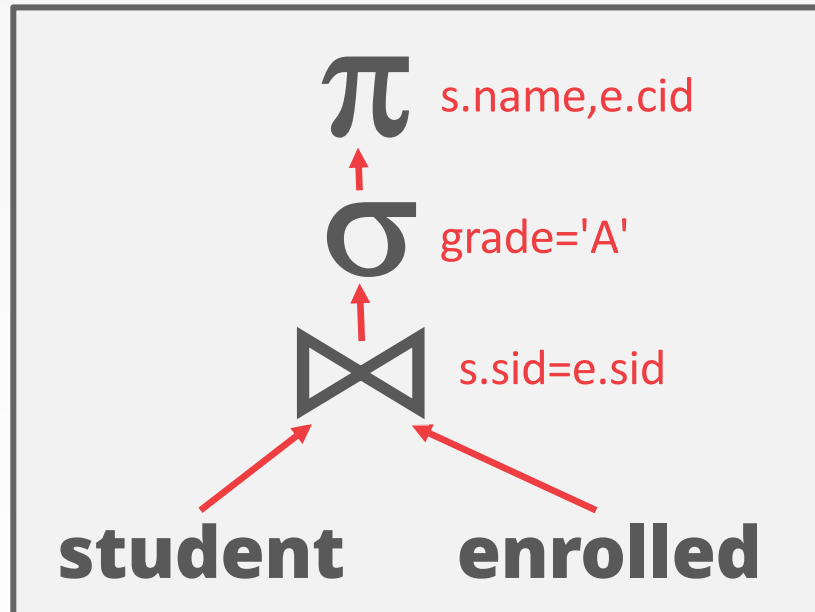 π s.name,e.cid
σ grade='A'
⋈ s.sid=e.sid
student enrolled